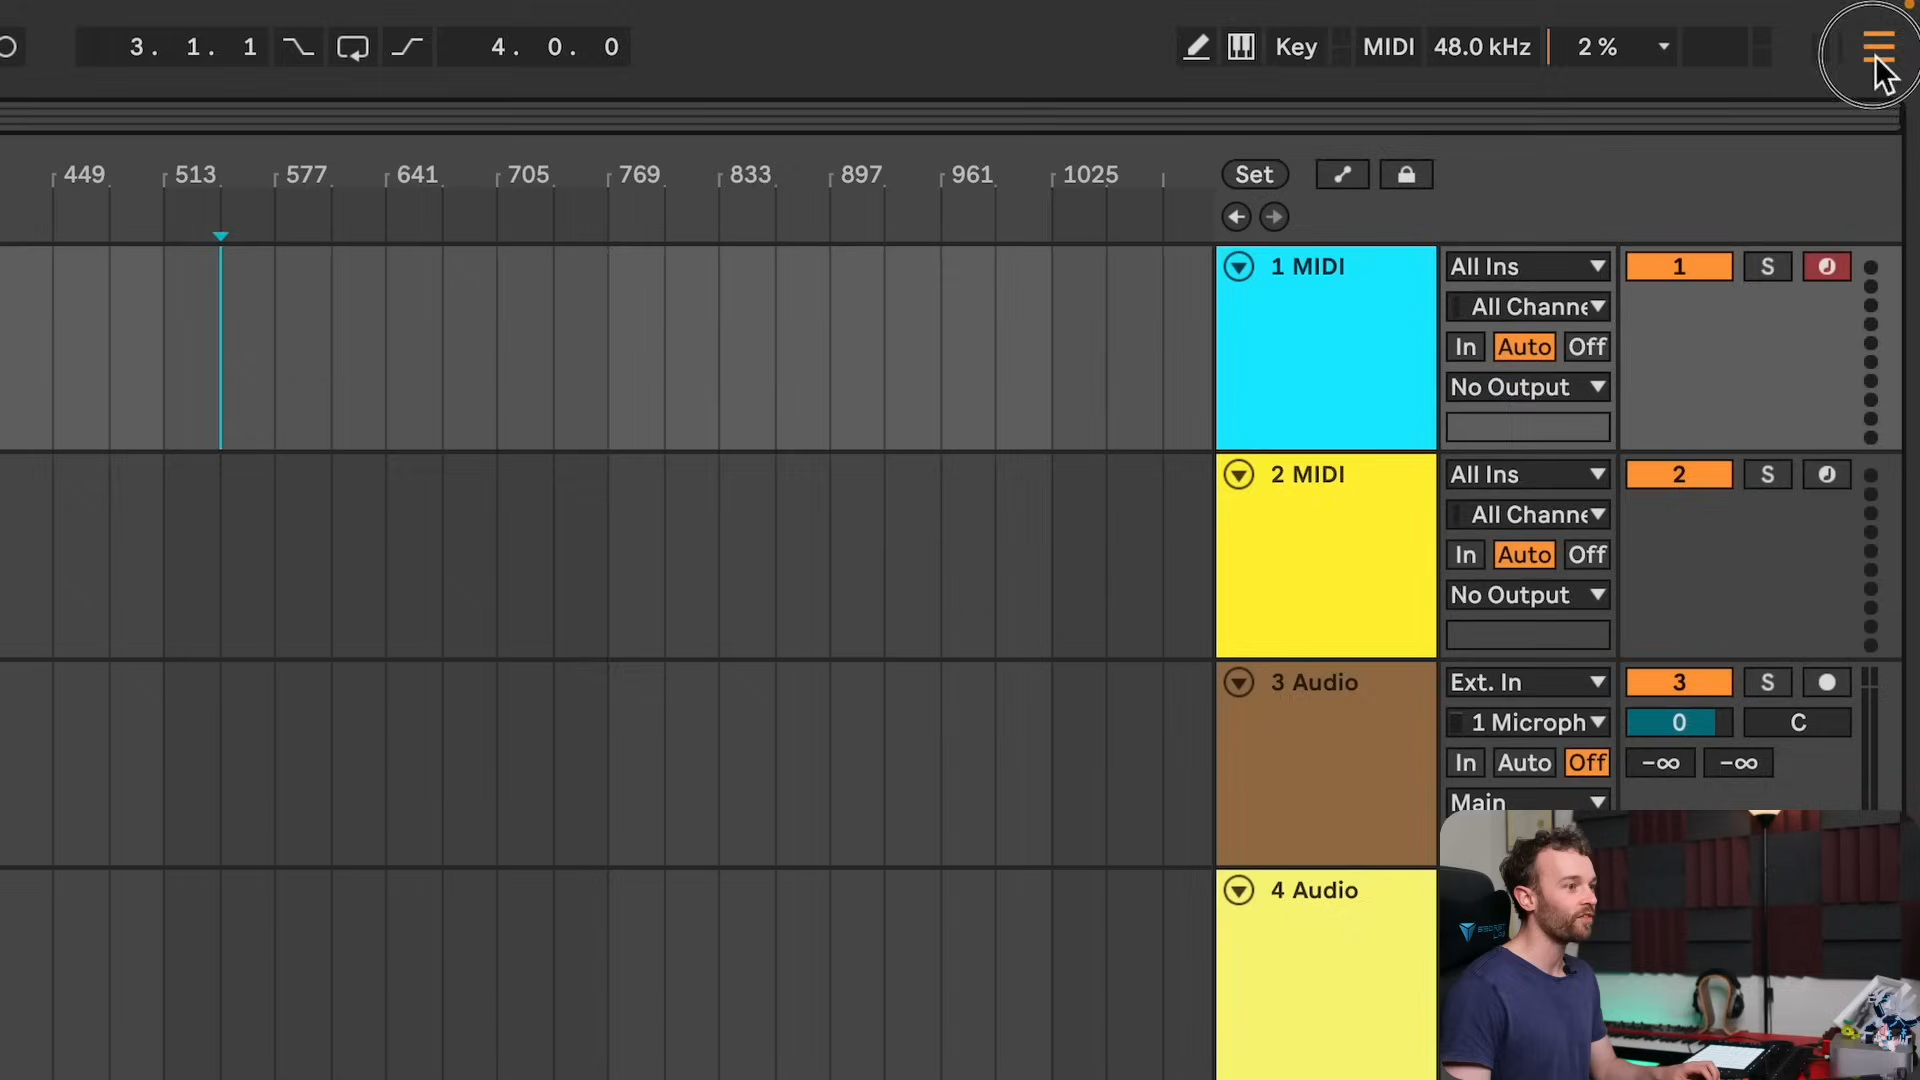 3. 1. 1
4. 0. 0
Key
MIDI
48.0 kHz
2 %
449
513
577
641
705
769
833
897
961
1025
Set
1 MIDI
All Ins
All Channe
In Auto Off
No Output
1
S
2 MIDI
All Ins
All Channe
In Auto Off
No Output
2
S
3 Audio
Ext. In
1 Microph
In Auto Off
Main
3
S
0
C
-∞
-∞
4 Audio